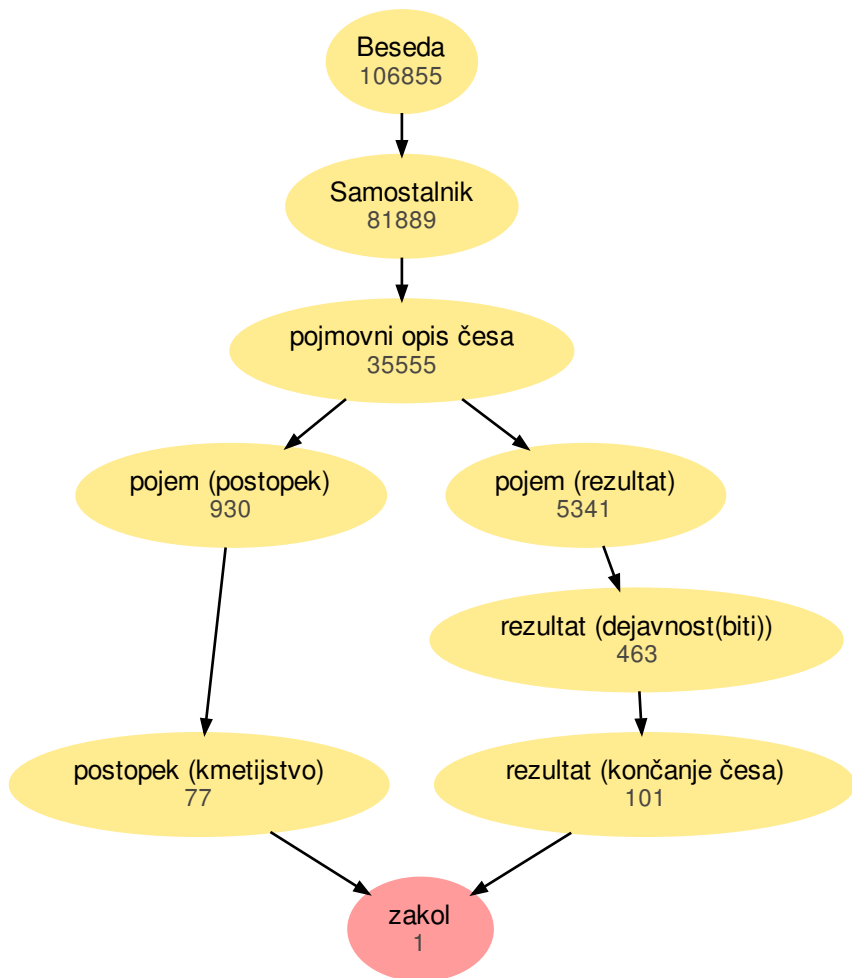 Beseda
106855
Samostalnik
81889
pojmovni opis česa
35555
pojem (postopek)
930
pojem (rezultat)
5341
rezultat (dejavnost(biti))
463
postopek (kmetijstvo)
77
rezultat (končanje česa)
101
zakol
1